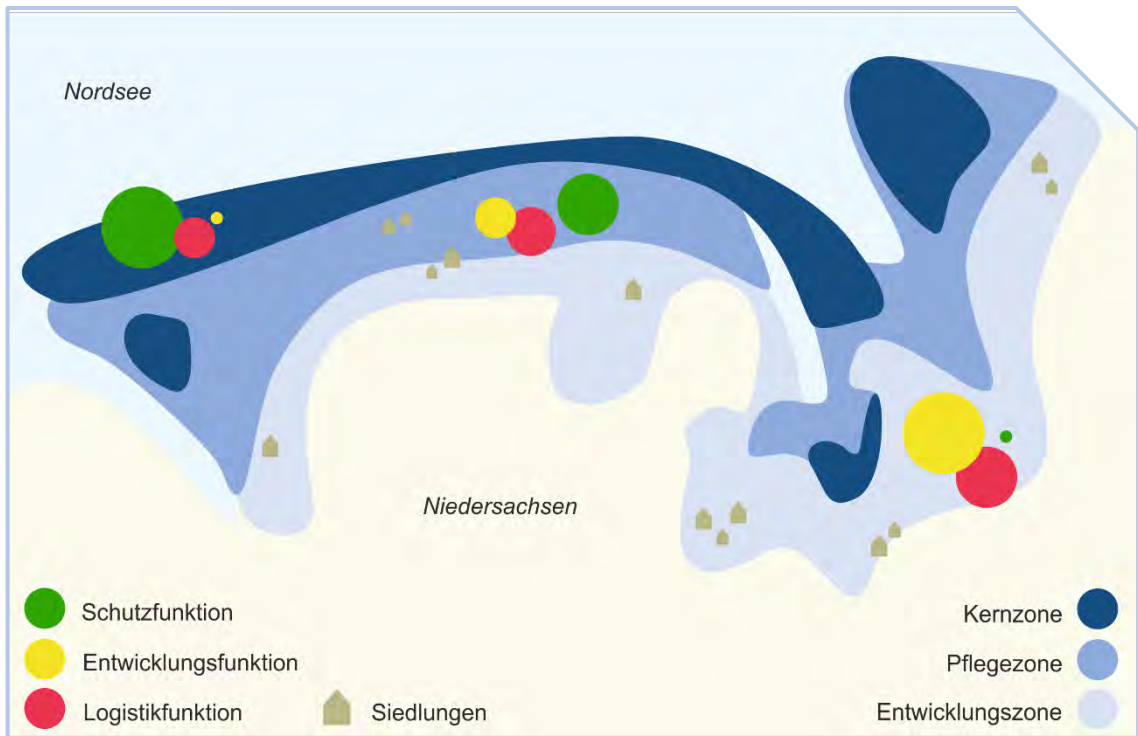 Nordsee
Niedersachsen
Schutzfunktion
Entwicklungsfunktion
Logistikfunktion
Siedlungen
Kernzone
Pflegezone
Entwicklungszone